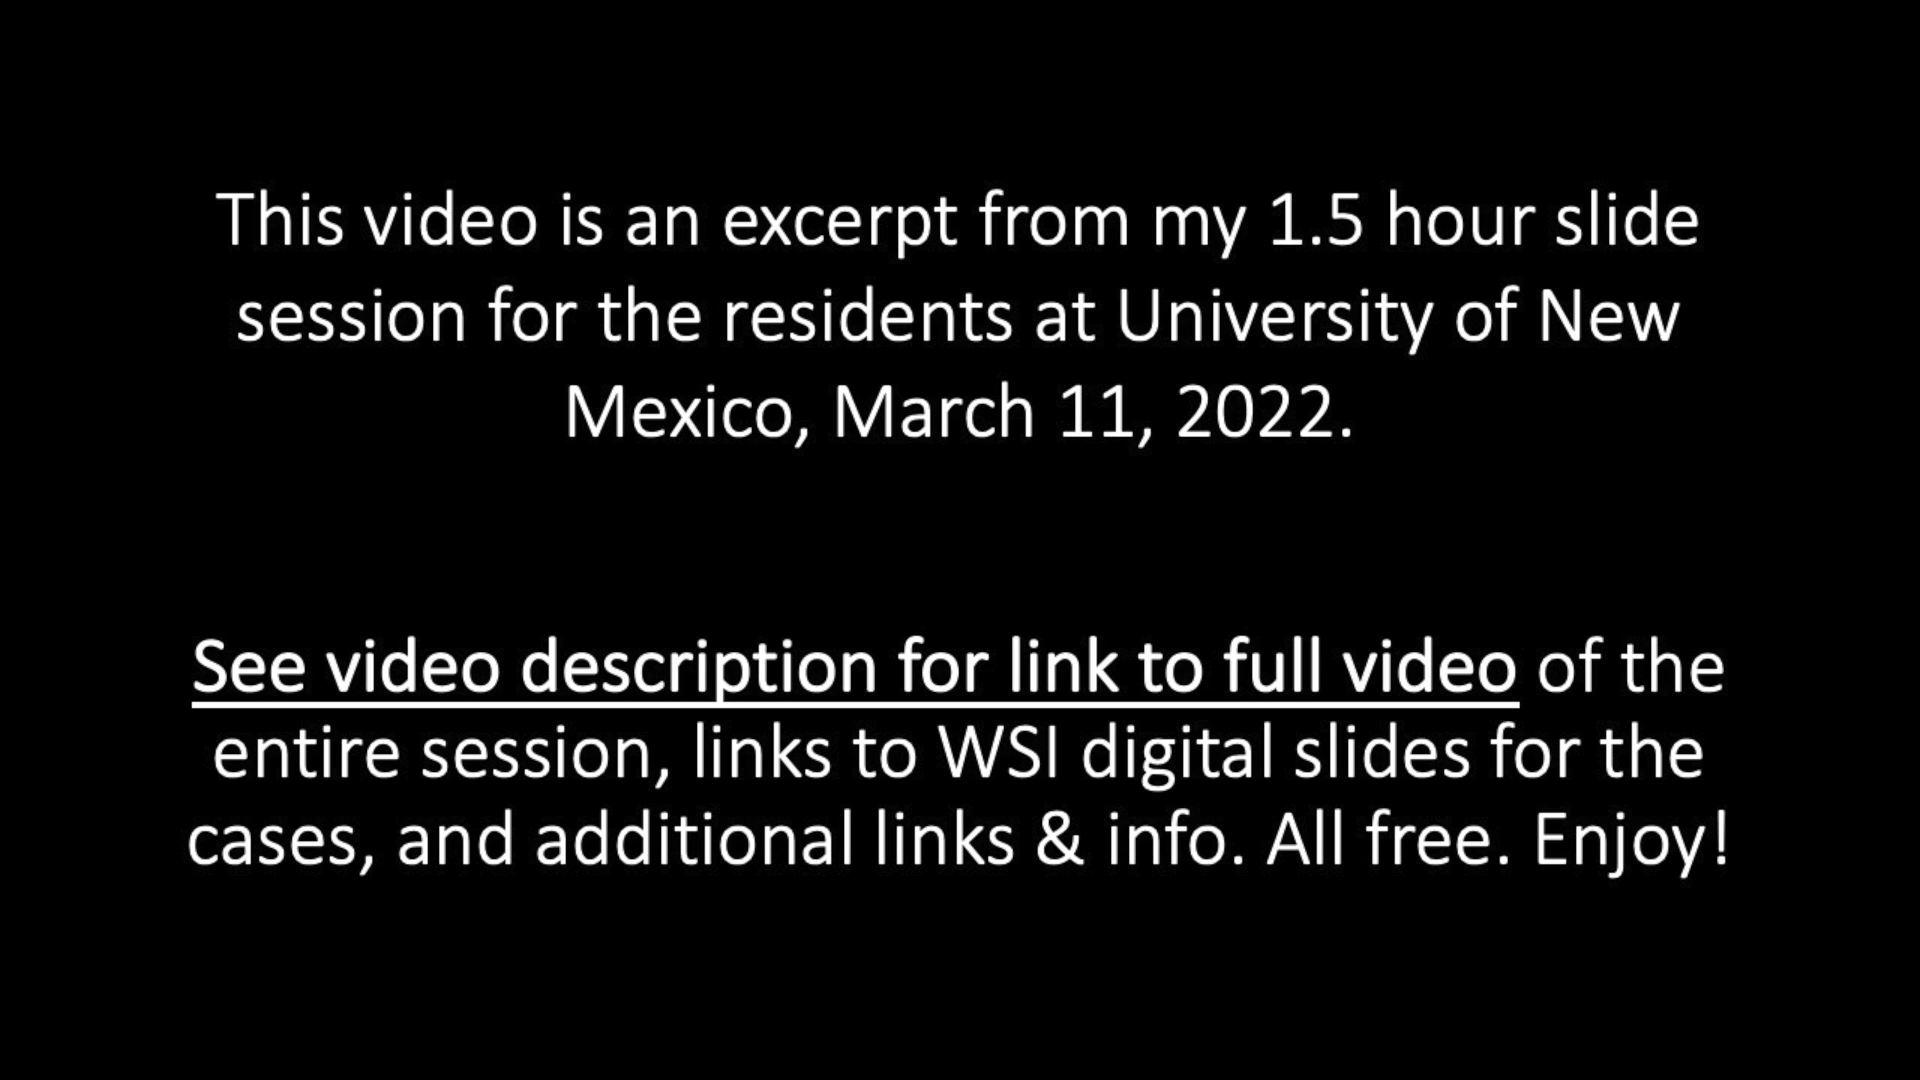 This video is an excerpt from my 1.5 hour slide
session for the residents at University of New
Mexico, March 11, 2022.
See video description for link to full video of the
entire session, links to WSI digital slides for the
cases, and additional links & info. All free. Enjoy!